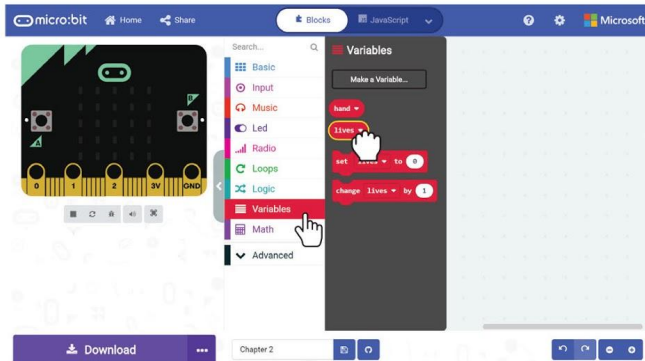 micro:bit Home Share Blocks JavaScript Microsoft
Search...
Basic
Input
Music
Led
Radio
Loops
Logic
Variables
Math
Advanced
Variables
Make a Variable...
hand
lives
set lives to 0
change lives by 1
B
A
0 1 2 3V GND
Download ...
Chapter 2